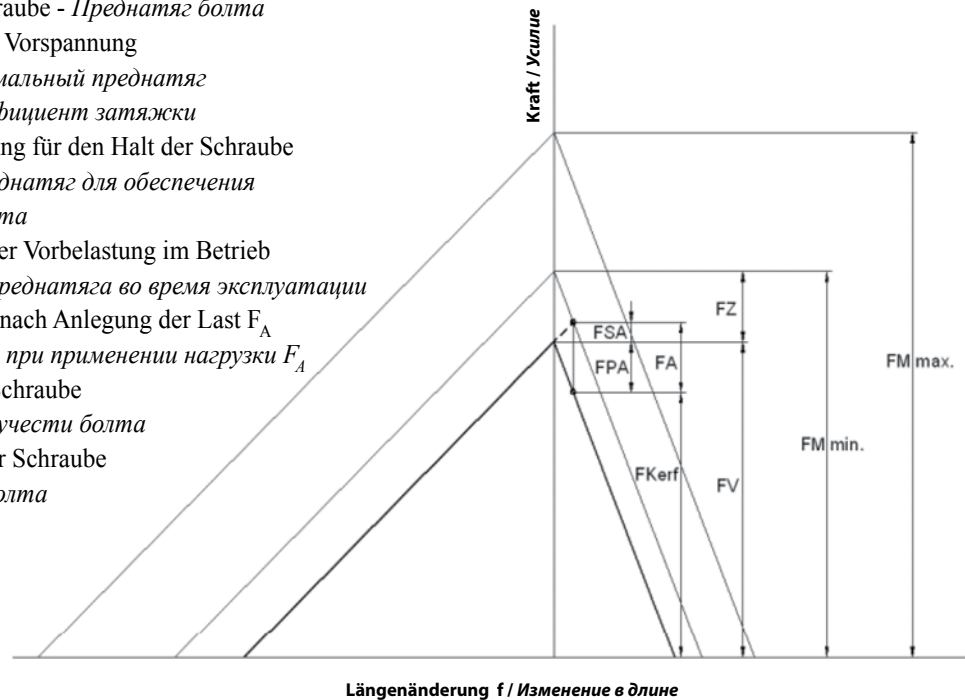 raube - Преднатяг болта
Vorspannung
мальный преднатяг
фициент затяжки
ng für den Halt der Schraube
днатяг для обеспечения
та
er Vorbelastung im Betrieb
реднатяга во время эксплуатации
nach Anlegung der Last F_A
при применении нагрузки F_A
chraube
учести болта
r Schraube
олта
Kraft / Усилие
FZ
FSA
FPA
FA
FM max.
FM min.
FKerf
FV
Längenänderung f / Изменение в длине